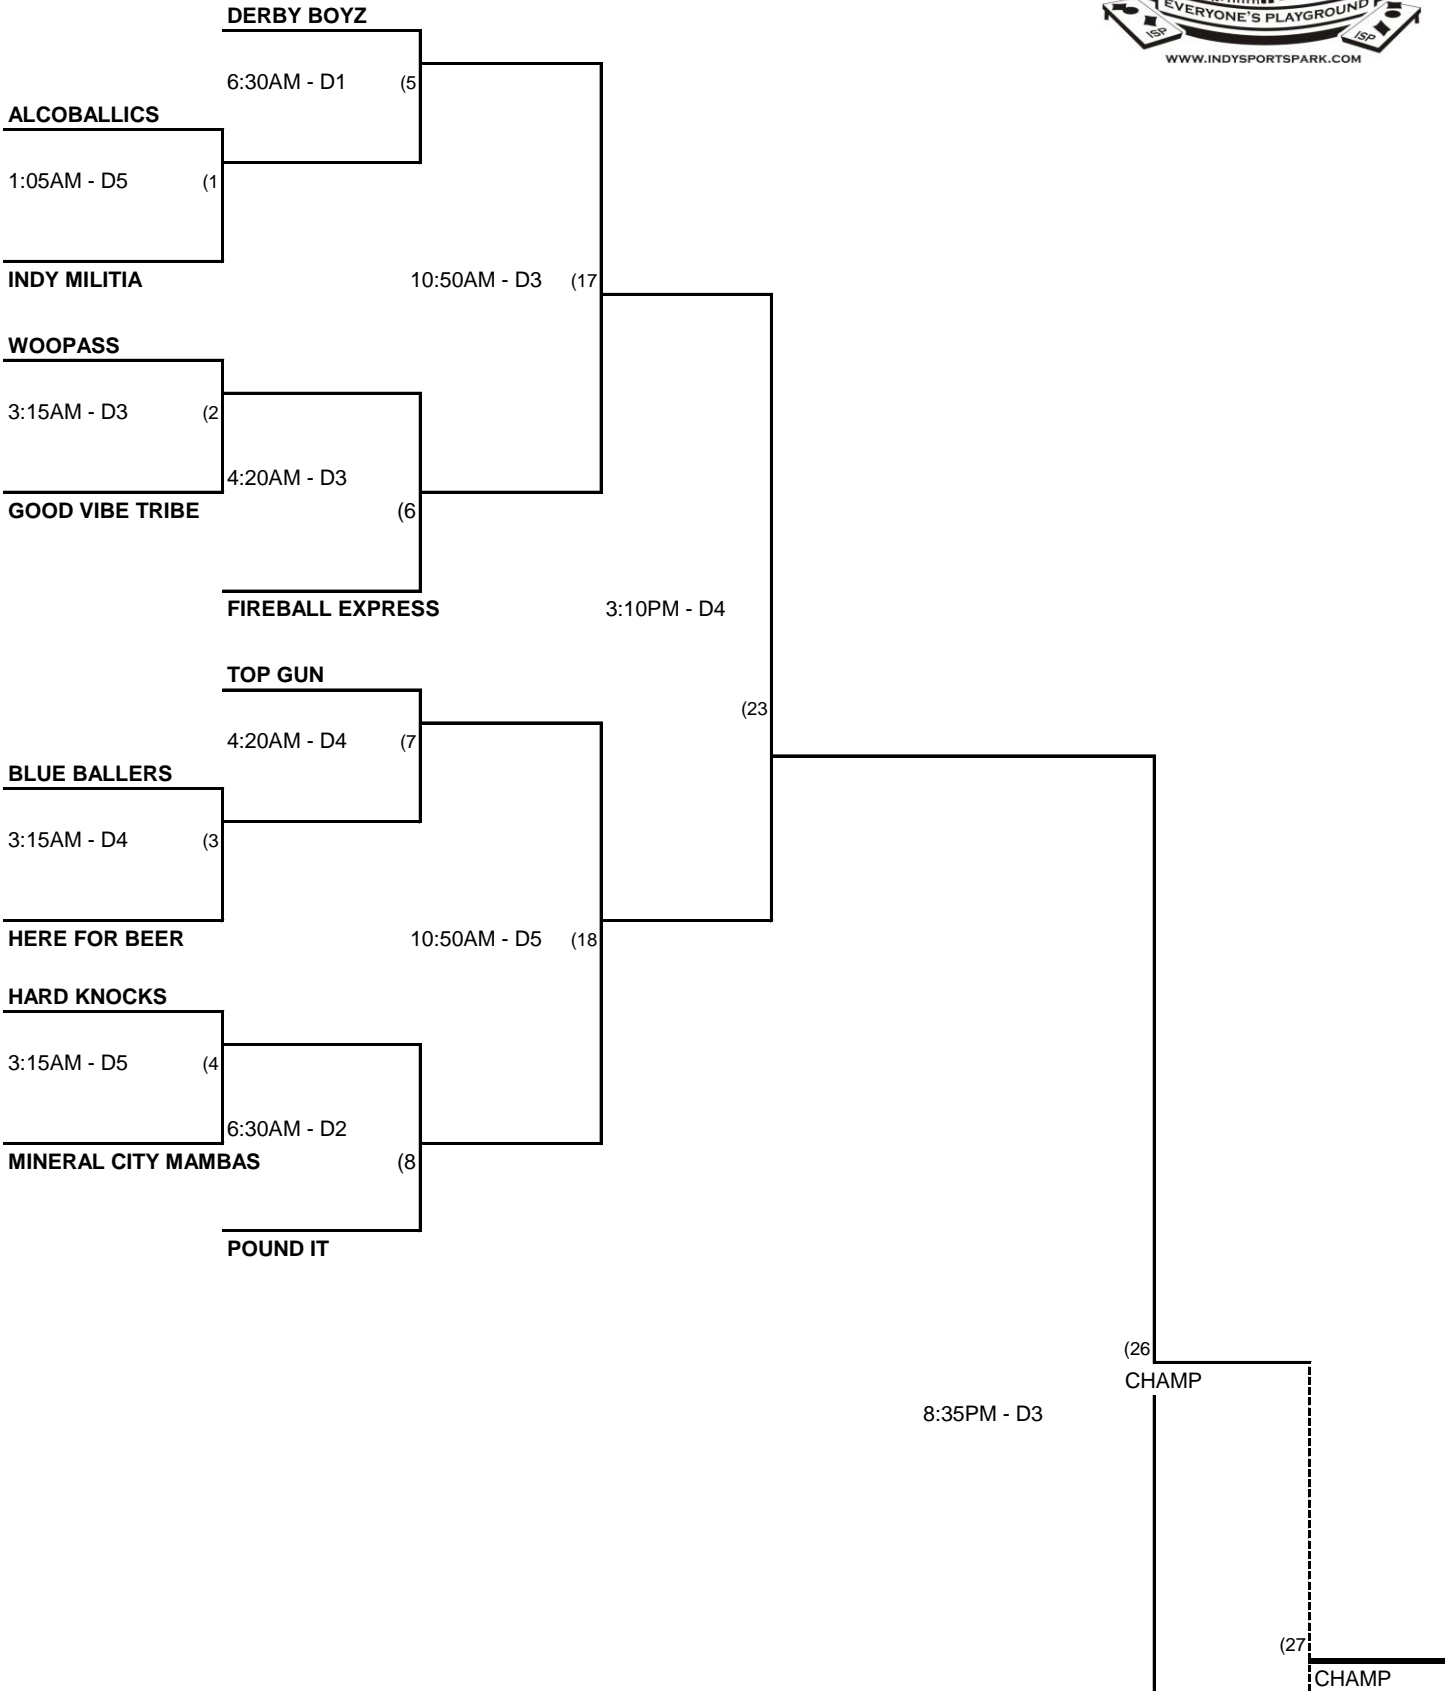 EVERYONE'S PLAYGROUND
ISP
ISP
WWW.INDYSPORTSPARK.COM
DERBY BOYZ
6:30AM - D1 (5
ALCOBALLICS
1:05AM - D5 (1
INDY MILITIA
10:50AM - D3 (17
WOOPASS
3:15AM - D3 (2
4:20AM - D3
GOOD VIBE TRIBE
(6
FIREBALL EXPRESS
3:10PM - D4
TOP GUN
(23
4:20AM - D4 (7
BLUE BALLERS
3:15AM - D4 (3
HERE FOR BEER
10:50AM - D5 (18
HARD KNOCKS
3:15AM - D5 (4
6:30AM - D2
MINERAL CITY MAMBAS
(8
POUND IT
(26
CHAMP
8:35PM - D3
(27
CHAMP